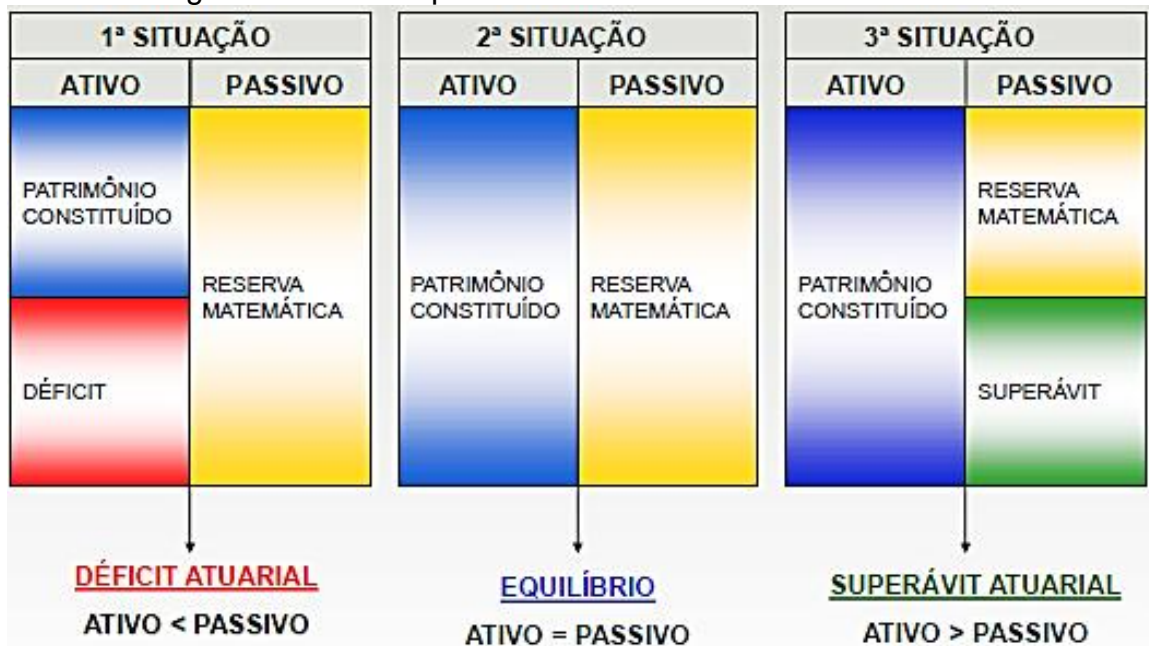 1ª SITUAÇÃO
ATIVO PASSIVO
PATRIMÔNIO
CONSTITUÍDO
DÉFICIT
RESERVA
MATEMÁTICA
DÉFICIT ATUARIAL
ATIVO < PASSIVO
2ª SITUAÇÃO
ATIVO PASSIVO
PATRIMÔNIO
CONSTITUÍDO
RESERVA
MATEMÁTICA
EQUILÍBRIO
ATIVO = PASSIVO
3ª SITUAÇÃO
ATIVO PASSIVO
PATRIMÔNIO
CONSTITUÍDO
RESERVA
MATEMÁTICA
SUPERÁVIT
SUPERÁVIT ATUARIAL
ATIVO > PASSIVO